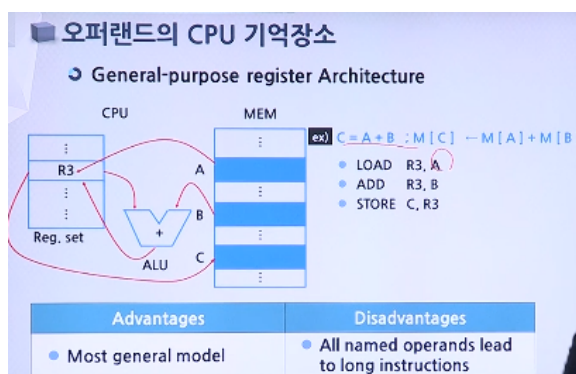 오퍼랜드의 CPU 기억장소
General-purpose register Architecture
CPU
MEM
ex) C=A+B ; M[C] ←M[A]+M[B
LOAD R3, A
ADD R3, B
STORE C, R3
R3
A
B
C
+
Reg. set
ALU
Advantages
Disadvantages
Most general model
All named operands lead
to long instructions